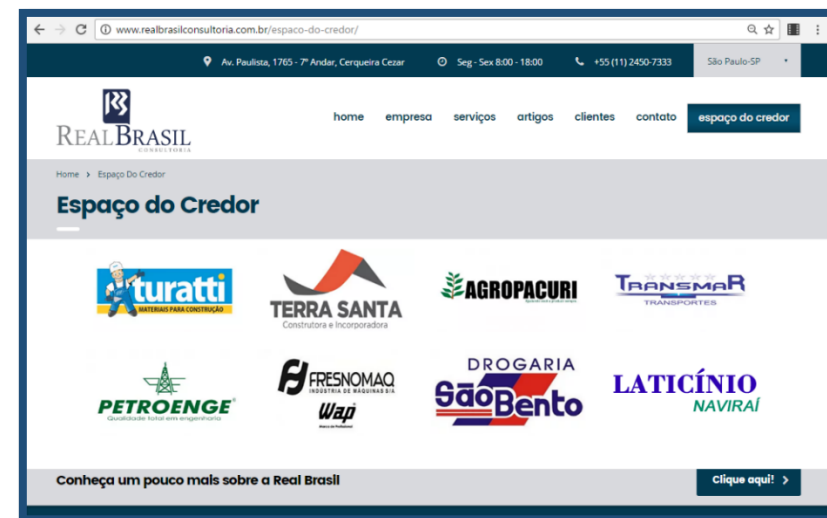 www.realbrasilconsultoria.com.br/espaco-do-credor/
Av. Paulista, 1765 - 7º Andar, Cerqueira Cezar
Seg - Sex 8:00 - 18:00
+55 (11) 2450-7333
São Paulo-SP
REALBRASIL
CONSULTORIA
home empresa serviços artigos clientes contato espaço do credor
Home > Espaço Do Credor
Espaço do Credor
turatti
MATERIAIS PARA CONSTRUÇÃO
TERRA SANTA
Construtora e Incorporadora
AGROPACURI
TRANSMAR
TRANSPORTES
PETROENGE
Qualidade total em engenharia
FRESNOMAQ
INDÚSTRIA DE MÁQUINAS S/A
Wap
DROGARIA
São Bento
LATICÍNIO
NAVIRAÍ
Conheça um pouco mais sobre a Real Brasil
Clique aqui! >